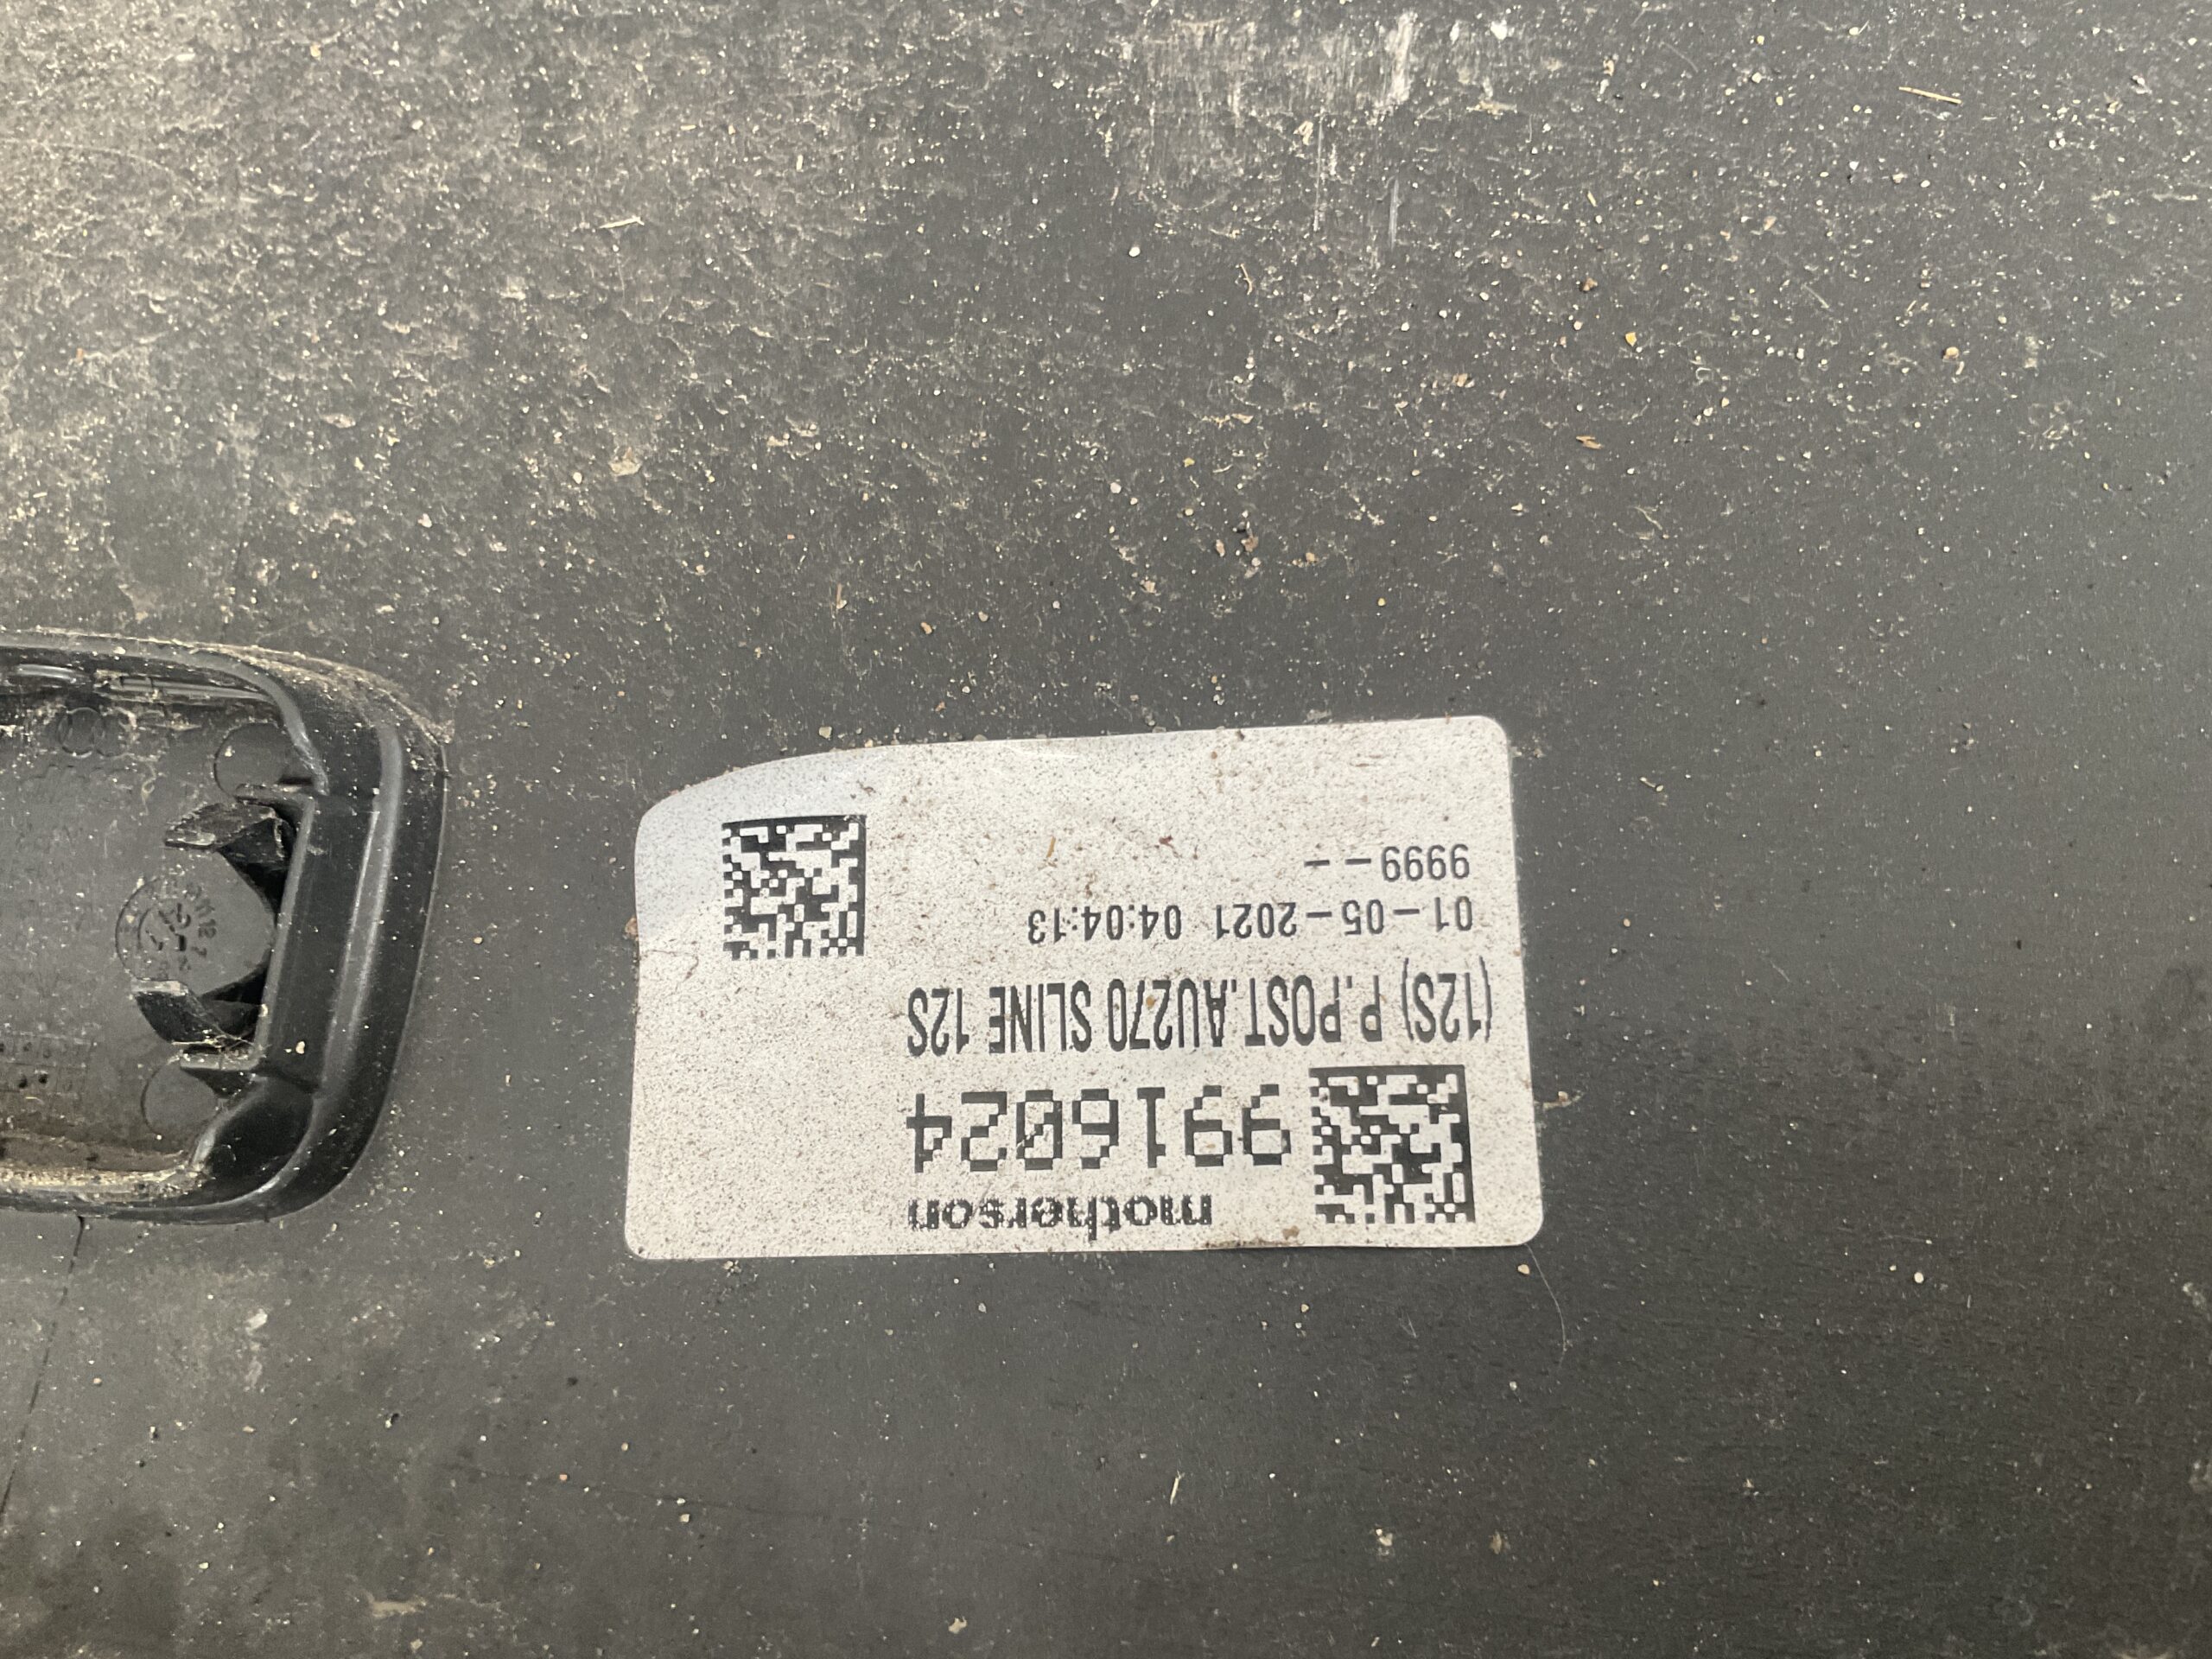 motherson
9916024
(12S) P.POST.AU270 SLINE 12S
01-05-2021 04:04:13
9999--